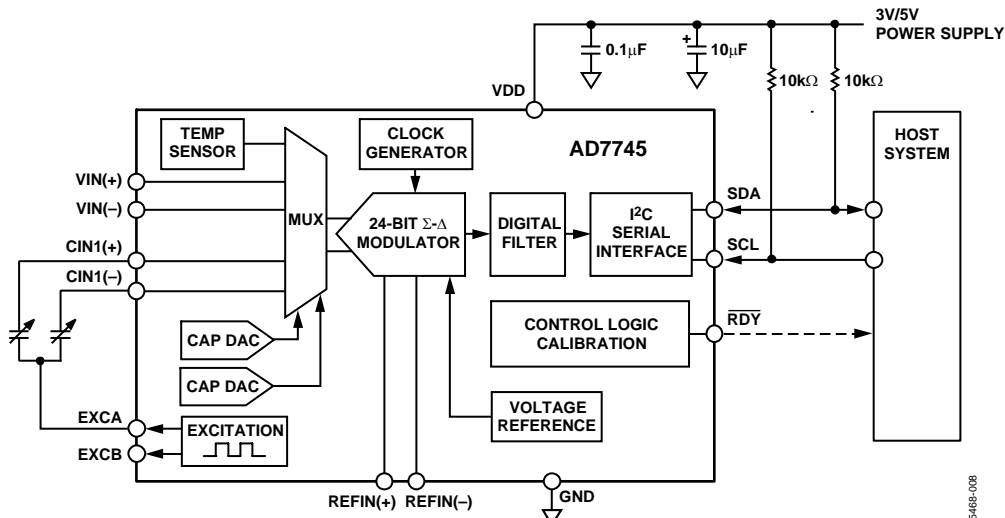 3V/5V
POWER SUPPLY
0.1μF
+
10μF
10kΩ
10kΩ
VDD
TEMP
SENSOR
CLOCK
GENERATOR
AD7745
HOST
SYSTEM
VIN(+)
VIN(–)
MUX
24-BIT Σ-Δ
MODULATOR
DIGITAL
FILTER
I²C
SERIAL
INTERFACE
SDA
SCL
CIN1(+)
CIN1(–)
CAP DAC
CAP DAC
CONTROL LOGIC
CALIBRATION
R̅D̅Y̅
VOLTAGE
REFERENCE
EXCA
EXCB
EXCITATION
REFIN(+)
REFIN(–)
GND
5468-008